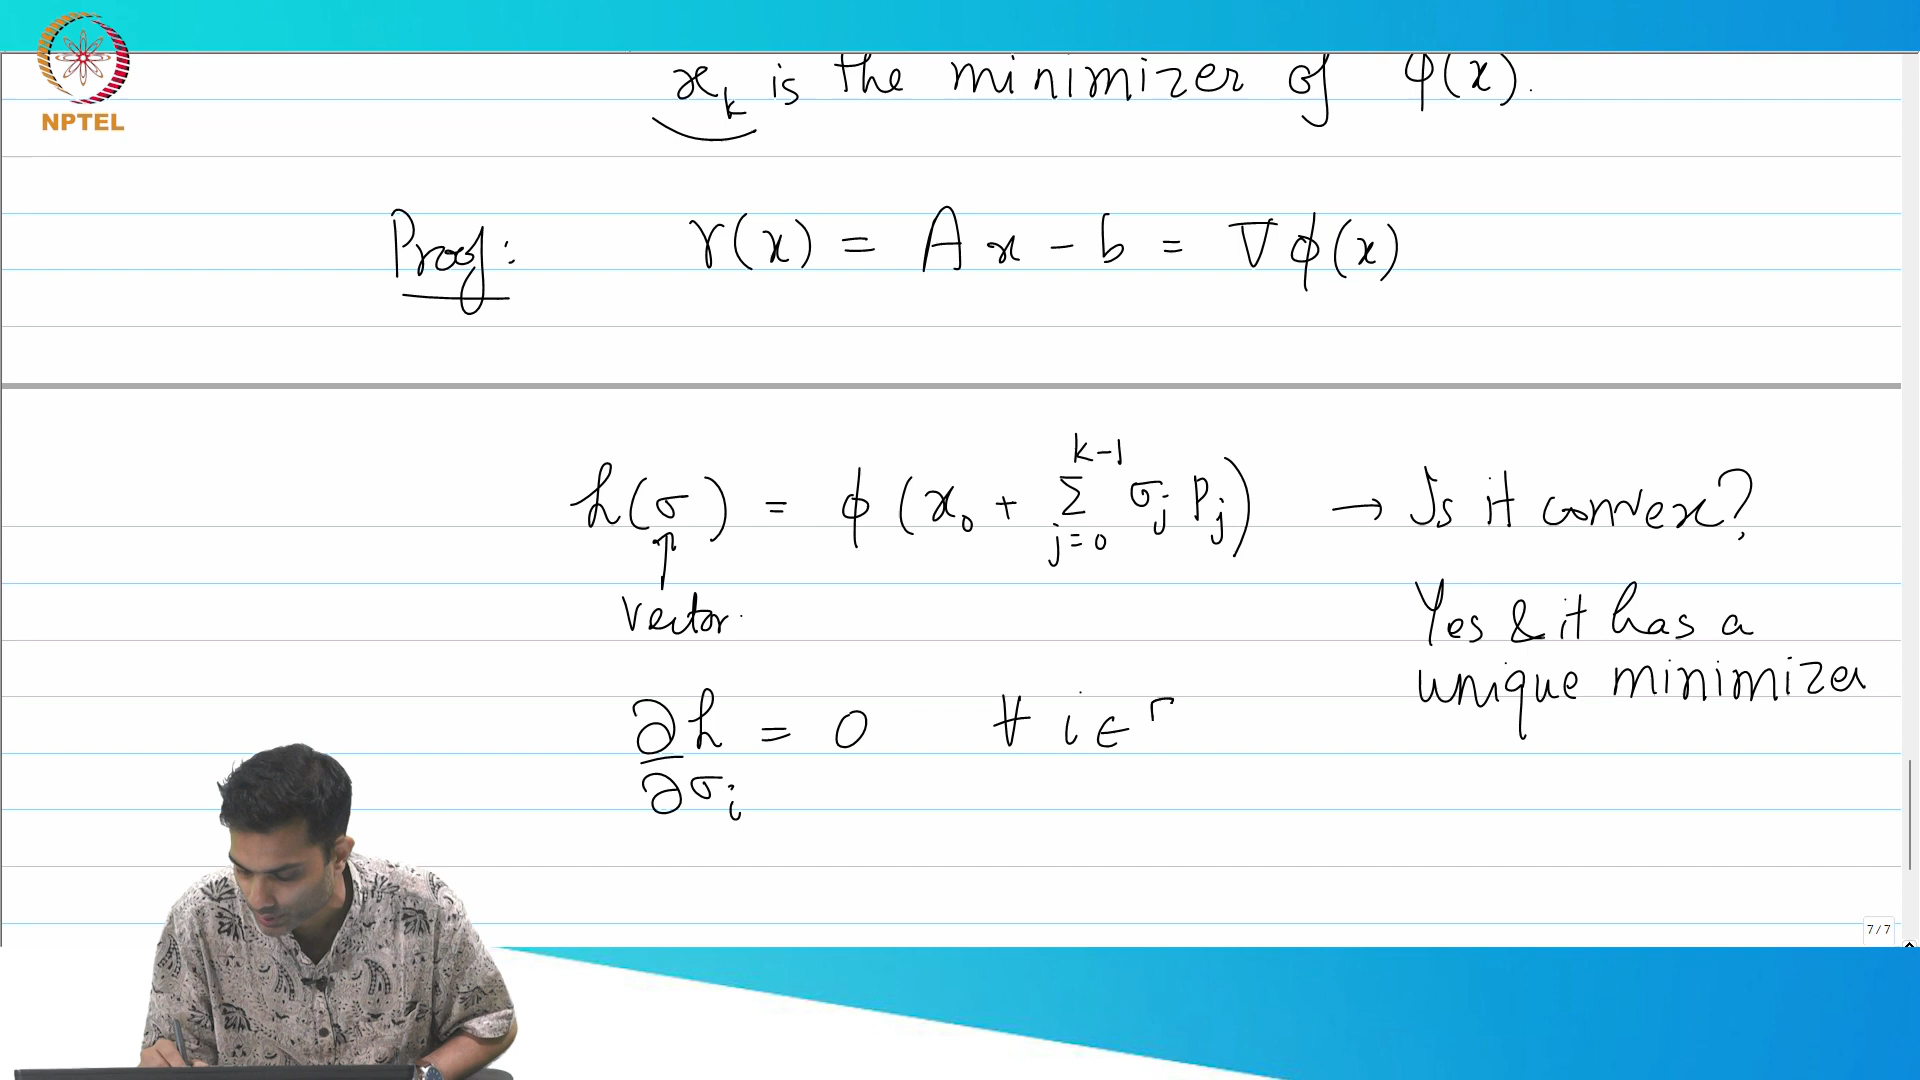 x_k is the minimizer of φ(x).
NPTEL
Proof: r(x) = Ax - b = ∇φ(x)
h(σ) = φ(x_0 + Σ_{j=0}^{k-1} σ_j p_j) → Is it convex?
vector.
Yes & it has a
unique minimizer
∂h/∂σ_i = 0 ∀ i ∈ [
7/7